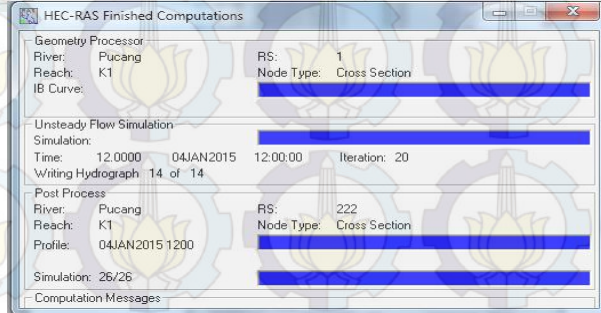 HEC-RAS Finished Computations
Geometry Processor
River: Pucang RS: 1
Reach: K1 Node Type: Cross Section
IB Curve:
Unsteady Flow Simulation
Simulation:
Time: 12.0000 04JAN2015 12:00:00 Iteration: 20
Writing Hydrograph 14 of 14
Post Process
River: Pucang RS: 222
Reach: K1 Node Type: Cross Section
Profile: 04JAN2015 1200
Simulation: 26/26
Computation Messages